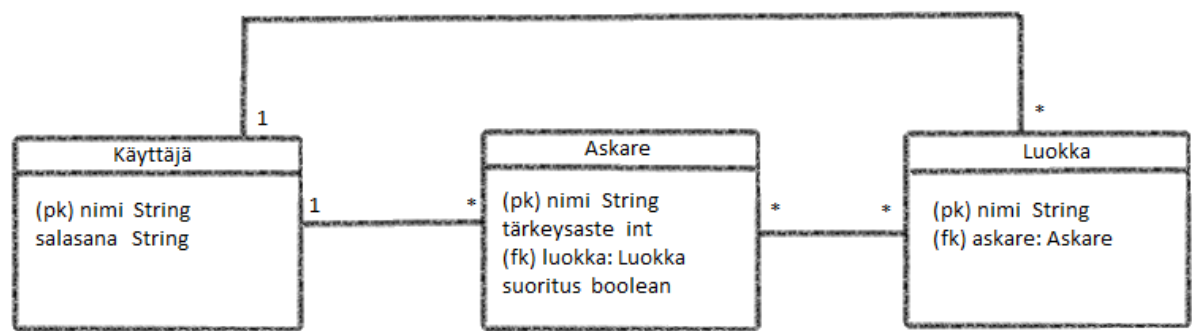 1
*
Käyttäjä
(pk) nimi String
salasana String
1
*
Askare
(pk) nimi String
tärkeysaste int
(fk) luokka: Luokka
suoritus boolean
*
*
Luokka
(pk) nimi String
(fk) askare: Askare